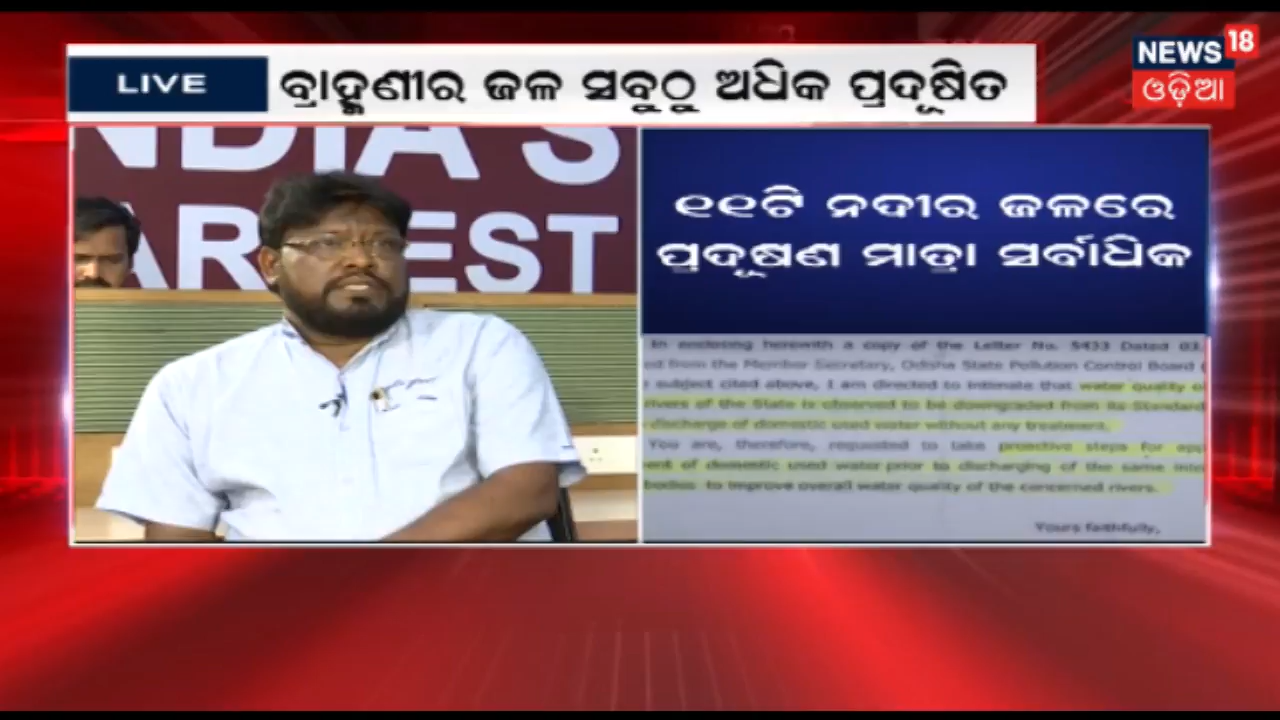 LIVE
ବ୍ରାହ୍ମଣୀର ଜଳ ସବୁଠୁ ଅଧିକ ପ୍ରଦୂଷିତ
NEWS 18
ଓଡ଼ିଆ
INDIA'S
EST
୧୧ଟି ନଦୀର ଜଳରେ
ପ୍ରଦୂଷଣ ମାତ୍ରା ସର୍ବାଧିକ
In enclosing herewith a copy of the Letter No. 5433 Dated 03.
from the Member Secretary, Odisha State Pollution Control Board (
subject cited above, I am directed to intimate that water quality
rivers of the State is observed to be downgraded from its Standard
discharge of domestic used water without any treatment.
You are, therefore, requested to take proactive steps for
of domestic used water prior to discharging of the same into
bodies to improve overall water quality of the concerned rivers.
Yours faithfully,